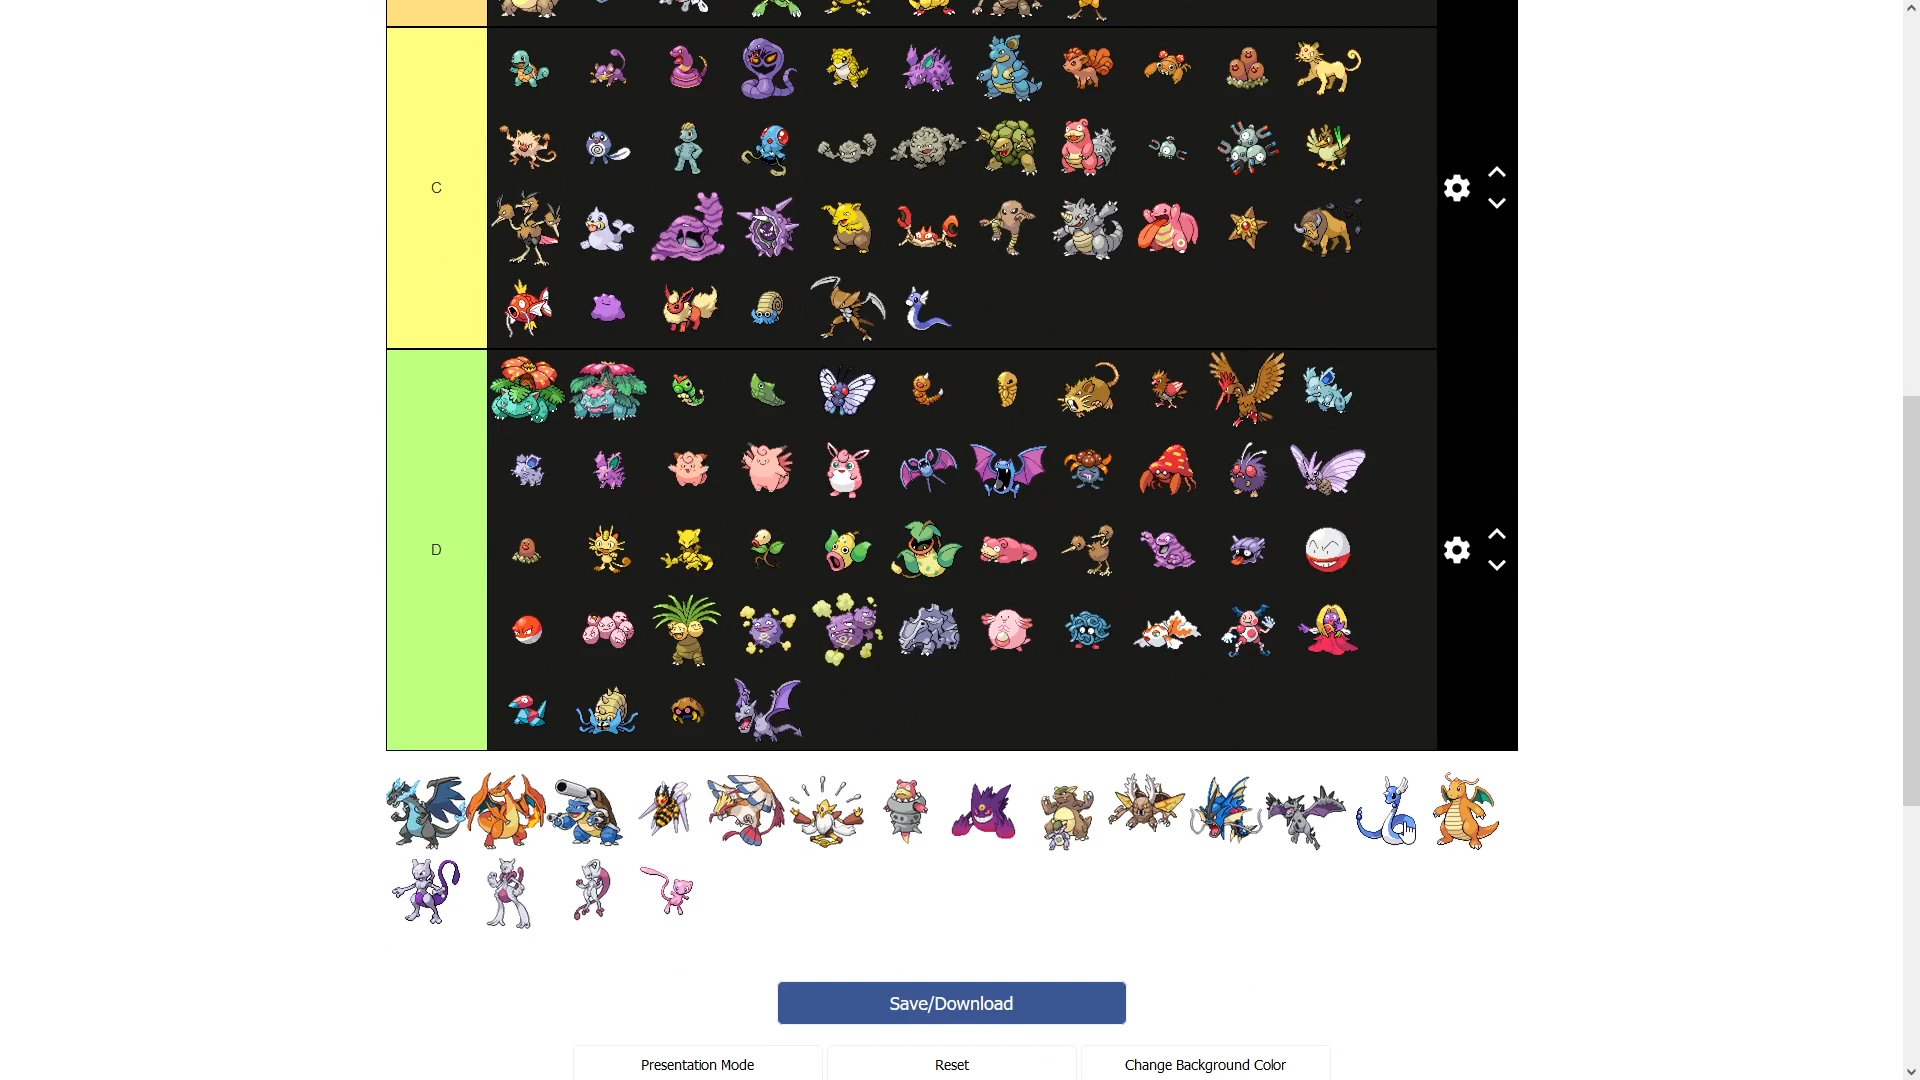 C
D
Save/Download
Presentation Mode
Reset
Change Background Color